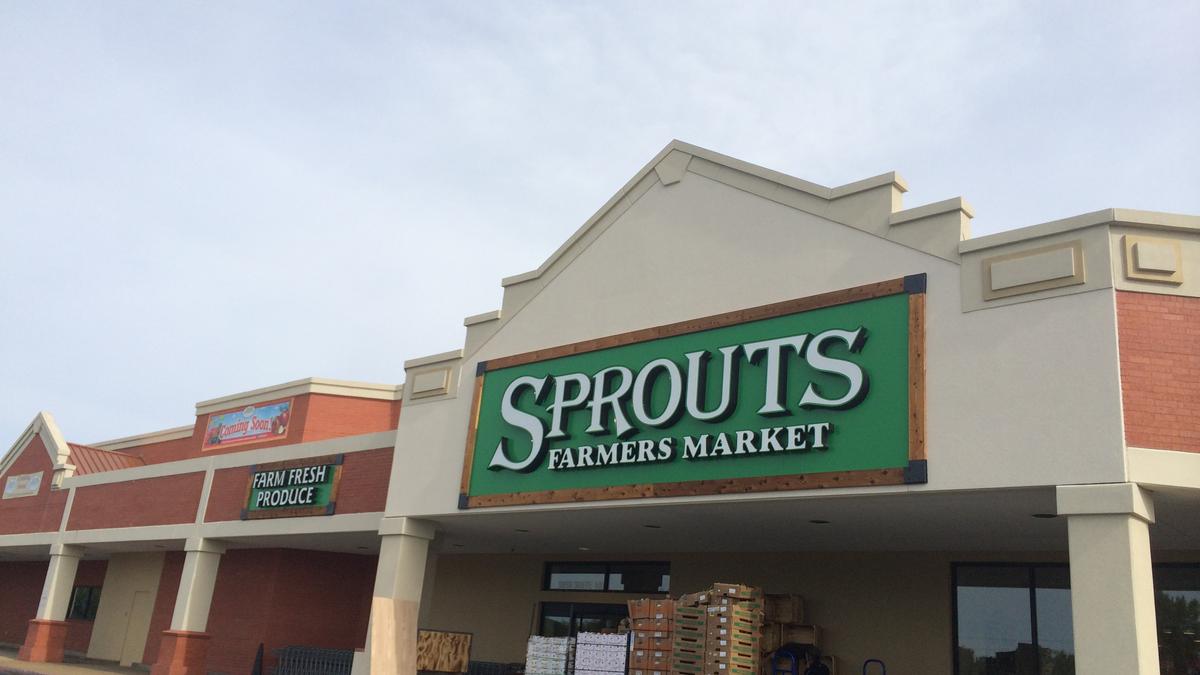 Coming Soon!
FARM FRESH
PRODUCE
SPROUTS
FARMERS MARKET